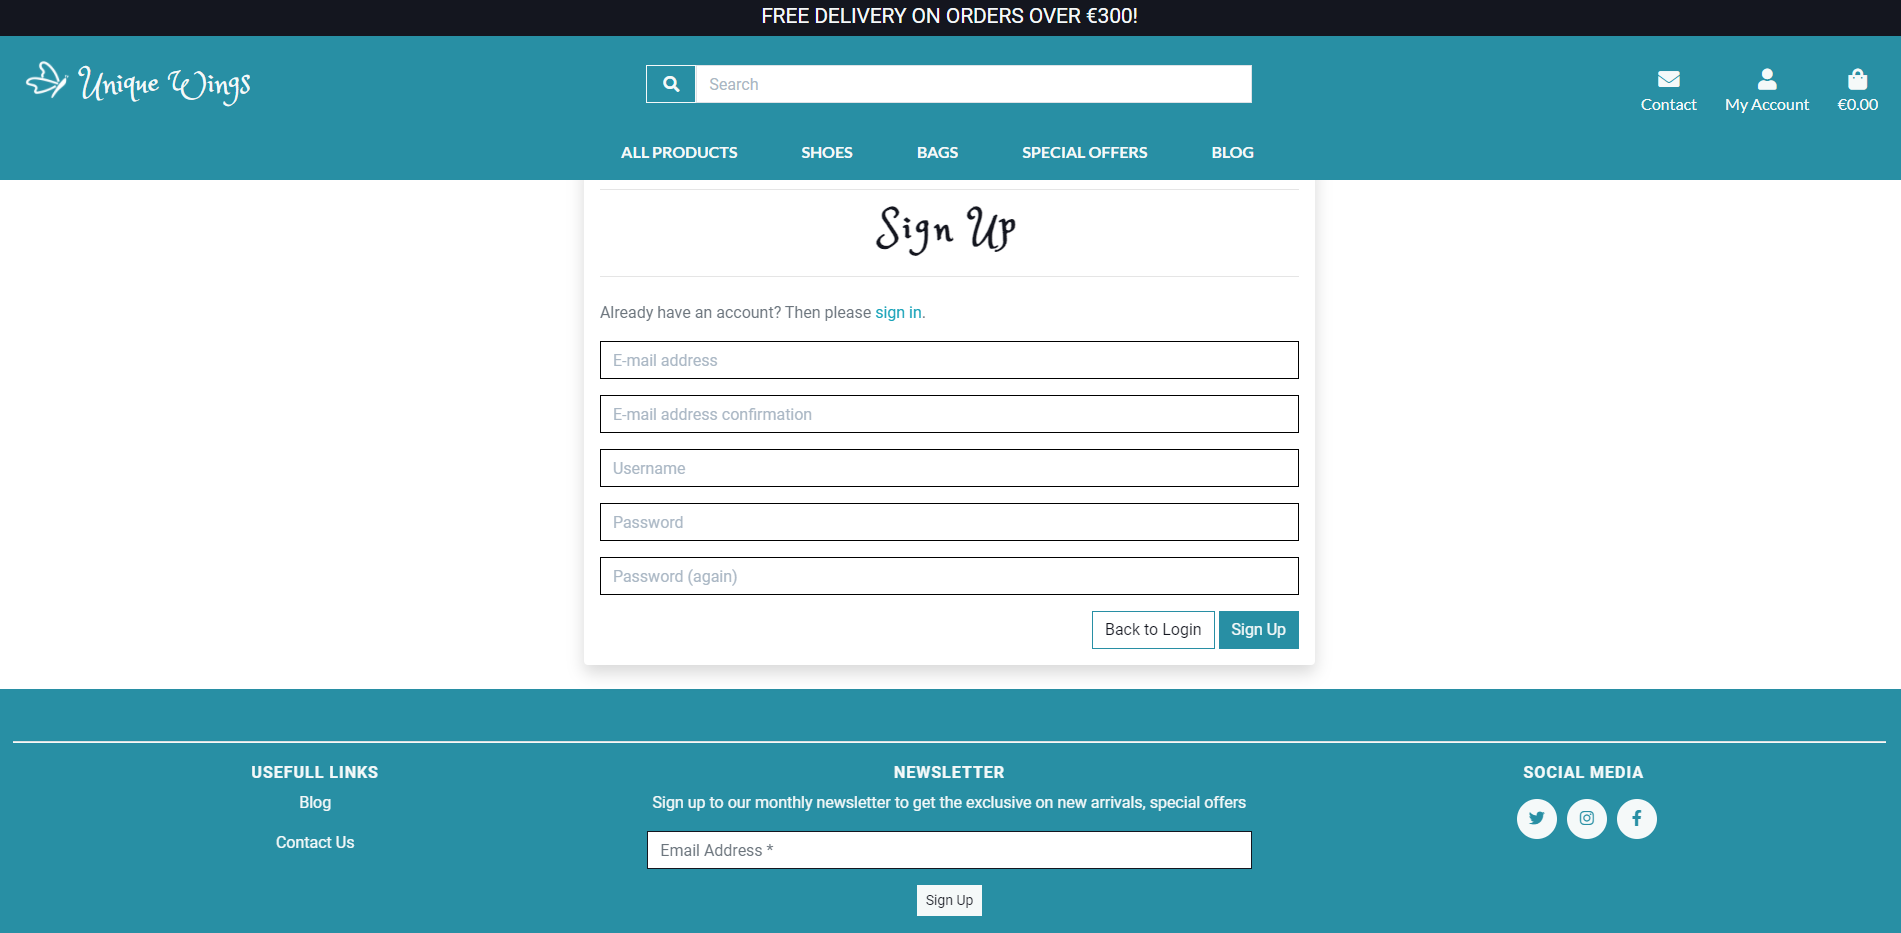 FREE DELIVERY ON ORDERS OVER €300!
Unique Wings
Search
Contact
My Account
€0.00
ALL PRODUCTS
SHOES
BAGS
SPECIAL OFFERS
BLOG
Sign Up
Already have an account? Then please sign in.
E-mail address
E-mail address confirmation
Username
Password
Password (again)
Back to Login
Sign Up
USEFULL LINKS
Blog
Contact Us
NEWSLETTER
Sign up to our monthly newsletter to get the exclusive on new arrivals, special offers
Email Address *
Sign Up
SOCIAL MEDIA